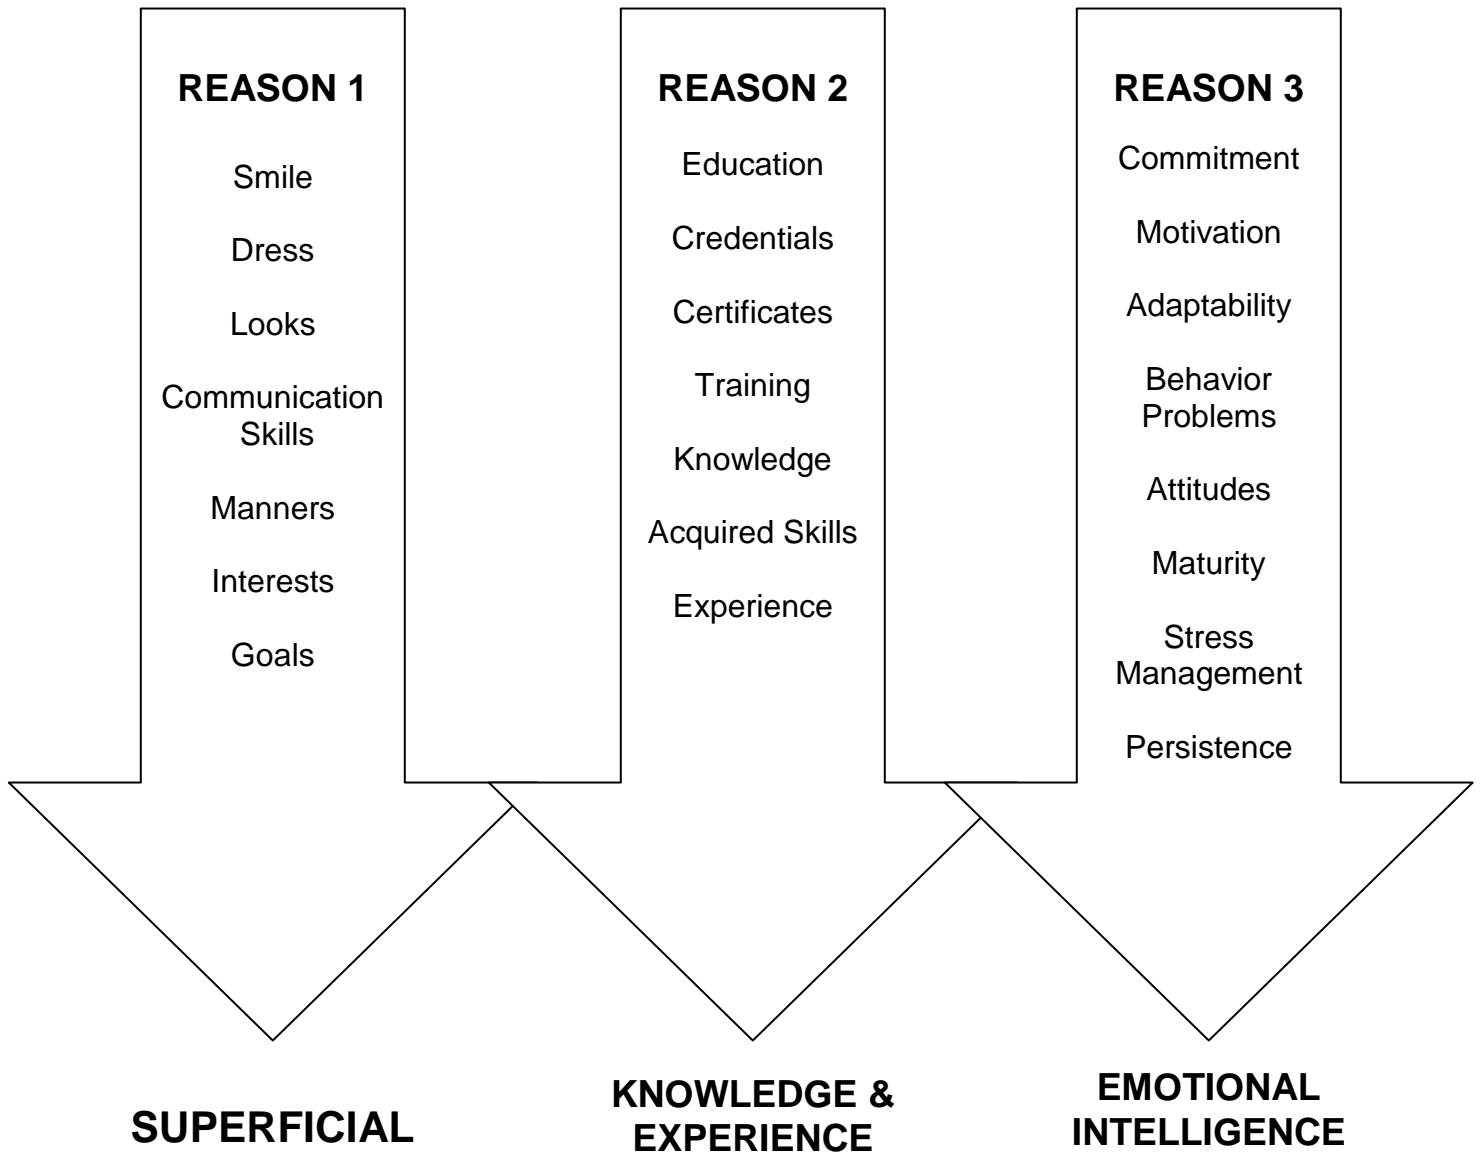 REASON 1
Smile
Dress
Looks
Communication
Skills
Manners
Interests
Goals
SUPERFICIAL
REASON 2
Education
Credentials
Certificates
Training
Knowledge
Acquired Skills
Experience
KNOWLEDGE &
EXPERIENCE
REASON 3
Commitment
Motivation
Adaptability
Behavior
Problems
Attitudes
Maturity
Stress
Management
Persistence
EMOTIONAL
INTELLIGENCE